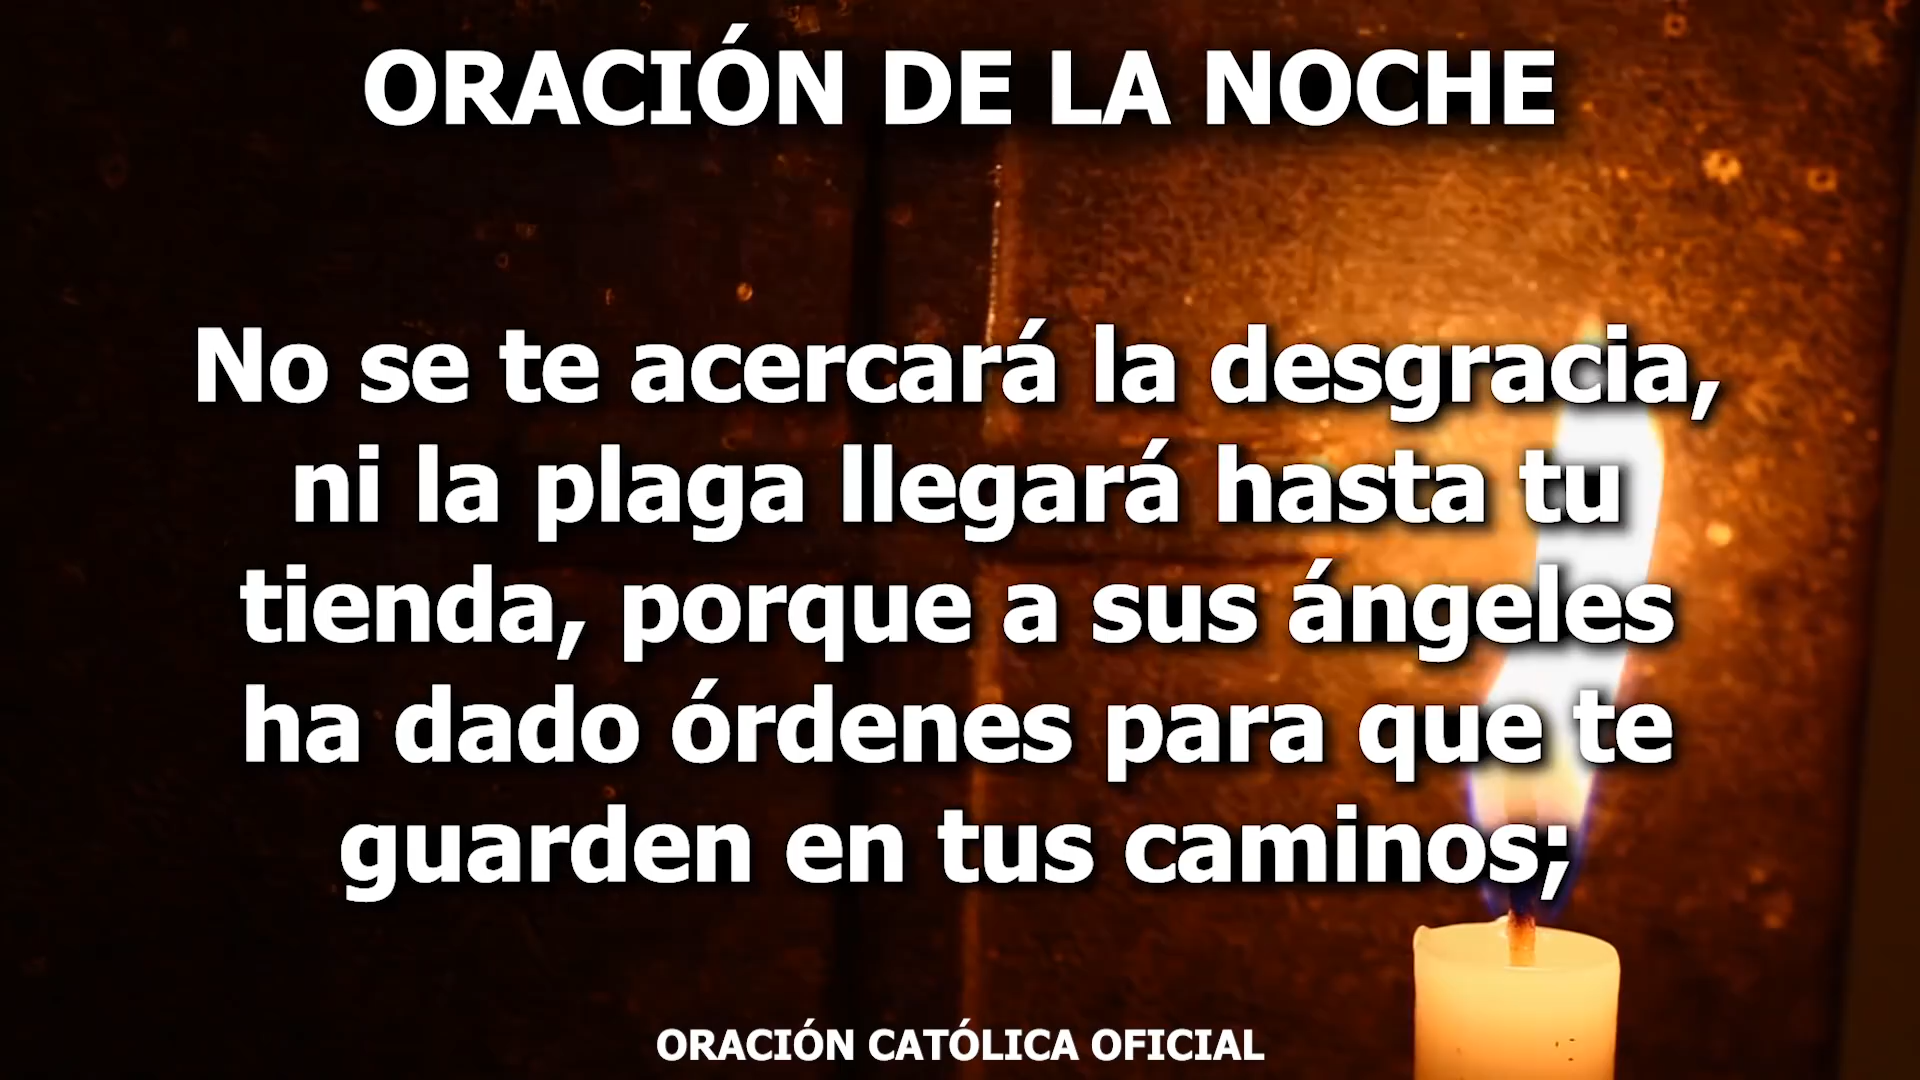 ORACIÓN DE LA NOCHE
No se te acercará la desgracia,
ni la plaga llegará hasta tu
tienda, porque a sus ángeles
ha dado órdenes para que te
guarden en tus caminos;
ORACIÓN CATÓLICA OFICIAL